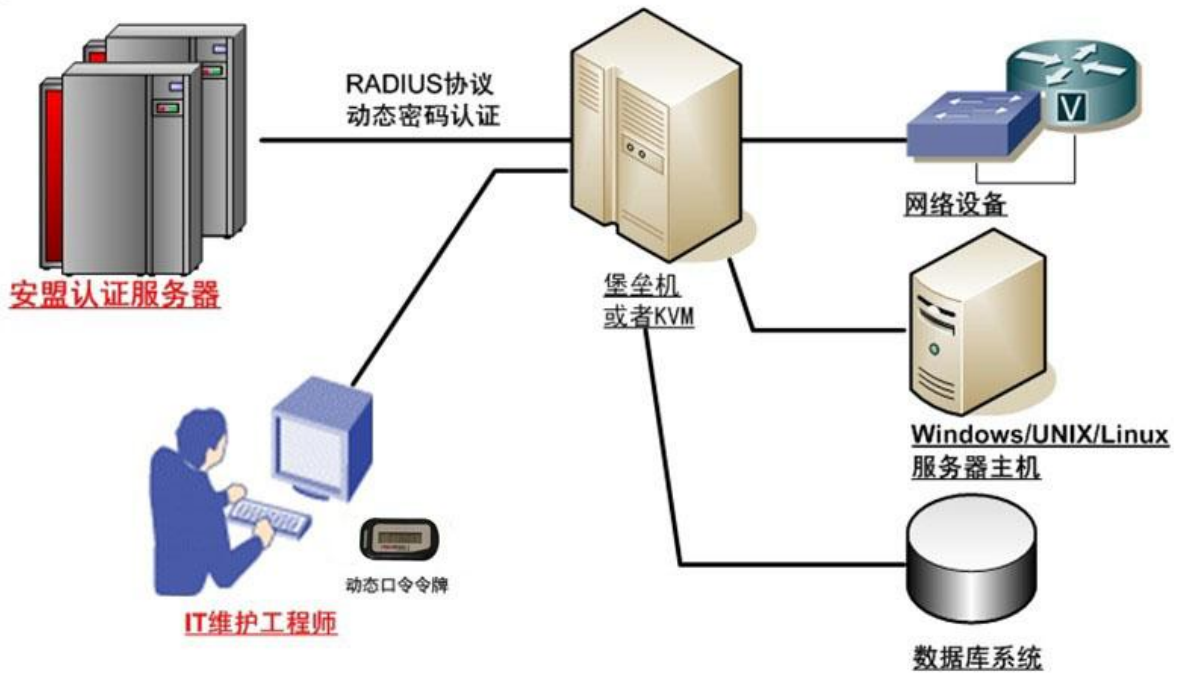 RADIUS协议
动态密码认证
安盟认证服务器
堡垒机
或者KVM
网络设备
V
Windows/UNIX/Linux
服务器主机
动态口令令牌
IT维护工程师
数据库系统